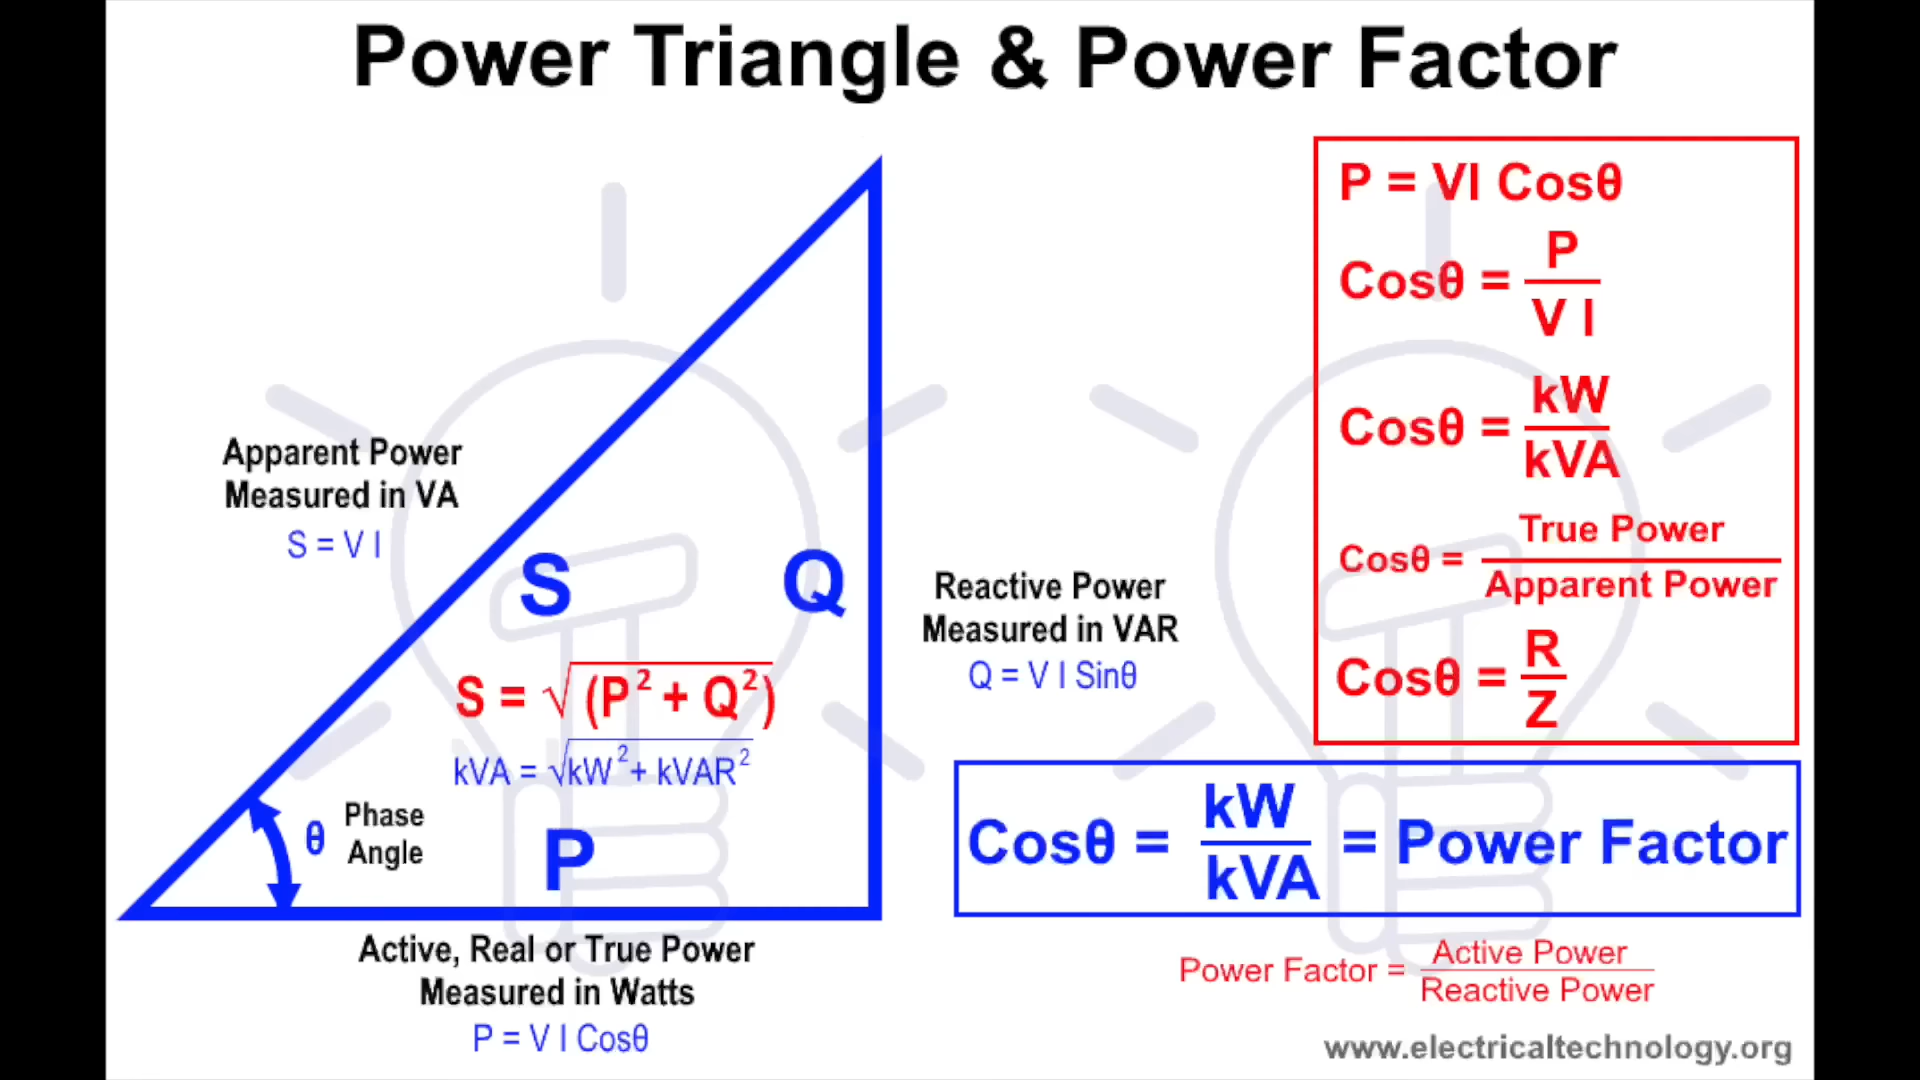 Power Triangle & Power Factor
Apparent Power
Measured in VA
S = V I
S
Q
Reactive Power
Measured in VAR
Q = V I Sinθ
S = √(P² + Q²)
kVA = √kW² + kVAR²
θ
Phase
Angle
P
Active, Real or True Power
Measured in Watts
P = V I Cosθ
P = VI Cosθ
Cosθ = P / V I
Cosθ = kW / kVA
Cosθ = True Power / Apparent Power
Cosθ = R / Z
Cosθ = kW / kVA = Power Factor
Power Factor = Active Power / Reactive Power
www.electricaltechnology.org